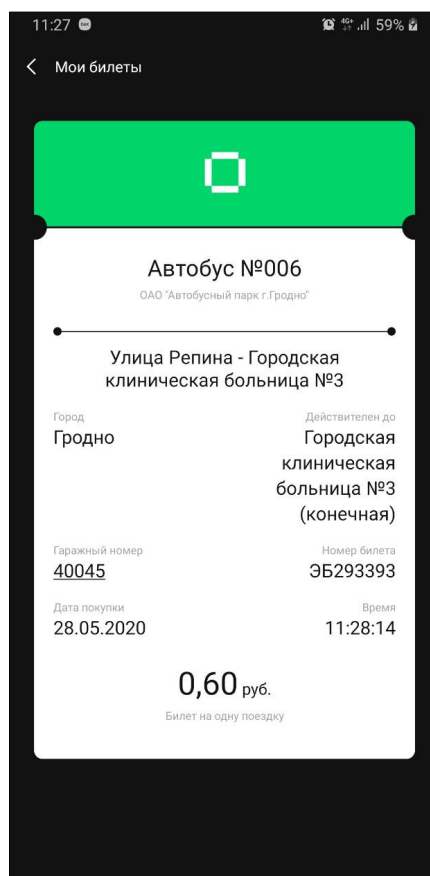 11:27
4G+ 59%
Мои билеты
Автобус №006
ОАО "Автобусный парк г.Гродно"
Улица Репина - Городская
клиническая больница №3
Город
Действителен до
Гродно
Городская
клиническая
больница №3
(конечная)
Гаражный номер
Номер билета
40045
ЭБ293393
Дата покупки
Время
28.05.2020
11:28:14
0,60 руб.
Билет на одну поездку